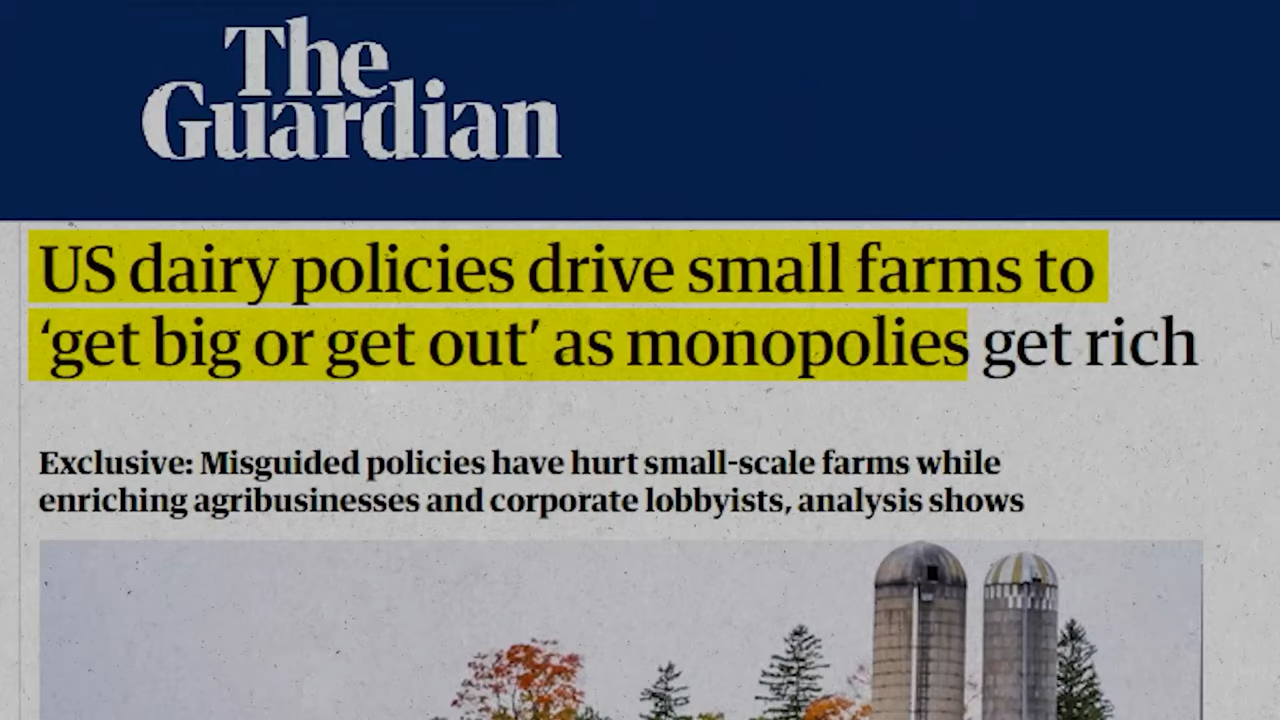 The
Guardian
US dairy policies drive small farms to
‘get big or get out’ as monopolies get rich
Exclusive: Misguided policies have hurt small-scale farms while
enriching agribusinesses and corporate lobbyists, analysis shows